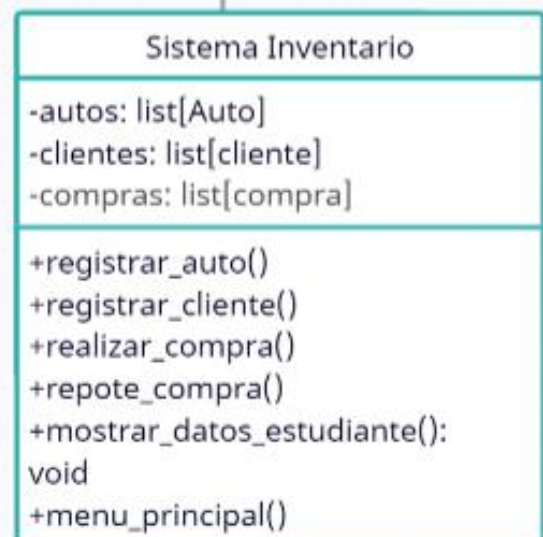 Sistema Inventario
-autos: list[Auto]
-clientes: list[cliente]
-compras: list[compra]
+registrar_auto()
+registrar_cliente()
+realizar_compra()
+repote_compra()
+mostrar_datos_estudiante():
void
+menu_principal()